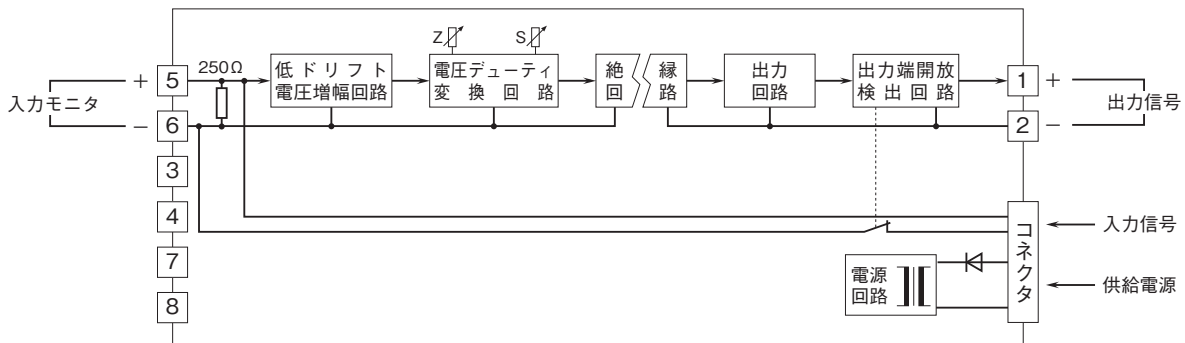 Z
S
250Ω
5
+
低ドリフト
電圧増幅回路
電圧デューティ
変換回路
絶縁
回路
出力
回路
出力端開放
検出回路
1
+
入力モニタ
出力信号
6
−
2
−
3
4
7
8
コネクタ
入力信号
電源
回路
供給電源